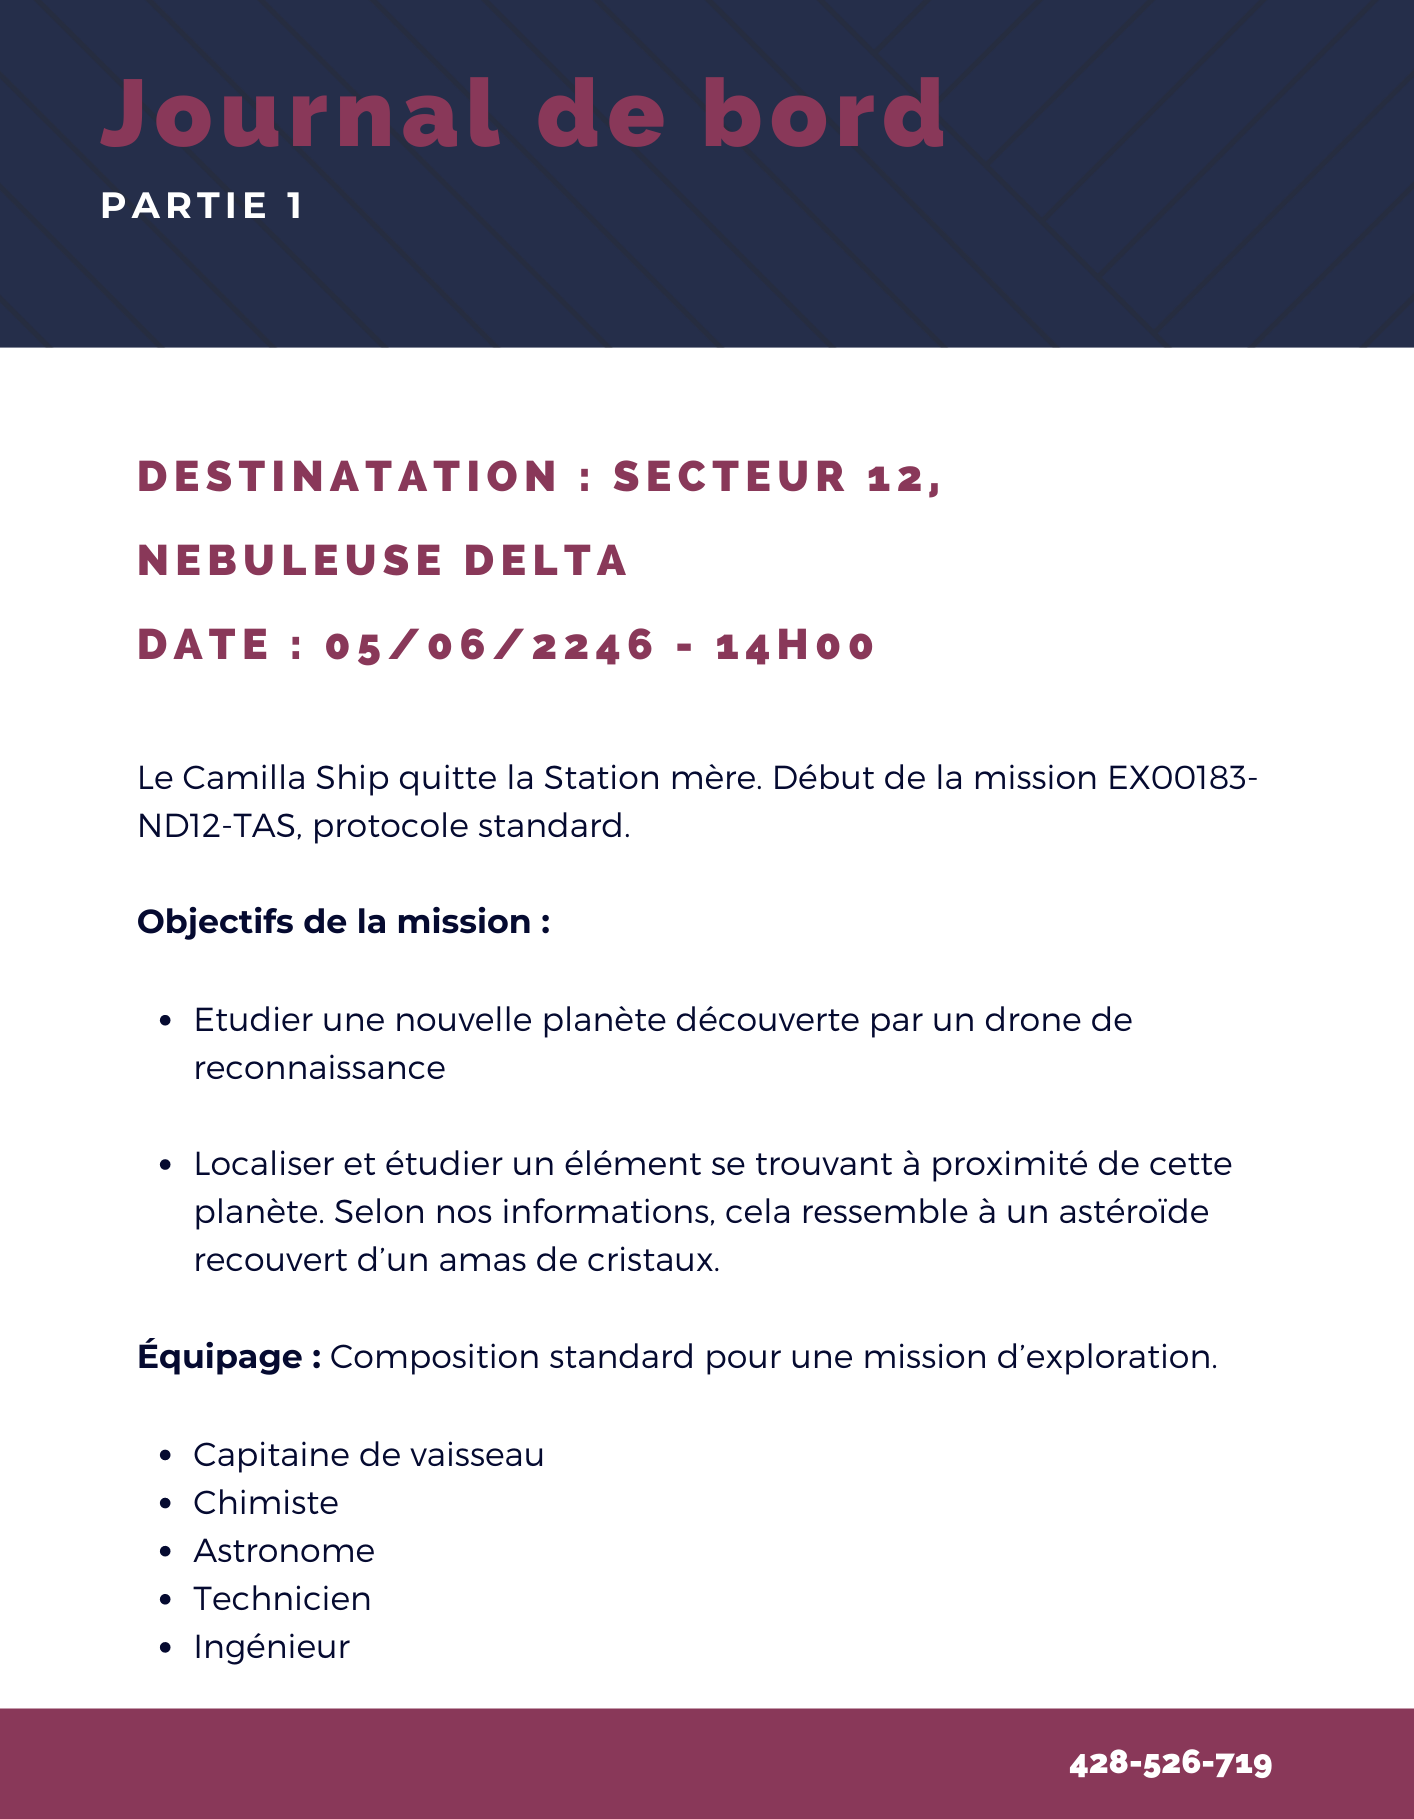 Journal de bord
PARTIE 1
DESTINATATION : SECTEUR 12,
NEBULEUSE DELTA
DATE : 05/06/2246 - 14H00
Le Camilla Ship quitte la Station mère. Début de la mission EX00183-
ND12-TAS, protocole standard.
Objectifs de la mission :
• Etudier une nouvelle planète découverte par un drone de
reconnaissance
• Localiser et étudier un élément se trouvant à proximité de cette
planète. Selon nos informations, cela ressemble à un astéroïde
recouvert d’un amas de cristaux.
Équipage : Composition standard pour une mission d’exploration.
• Capitaine de vaisseau
• Chimiste
• Astronome
• Technicien
• Ingénieur
428-526-719